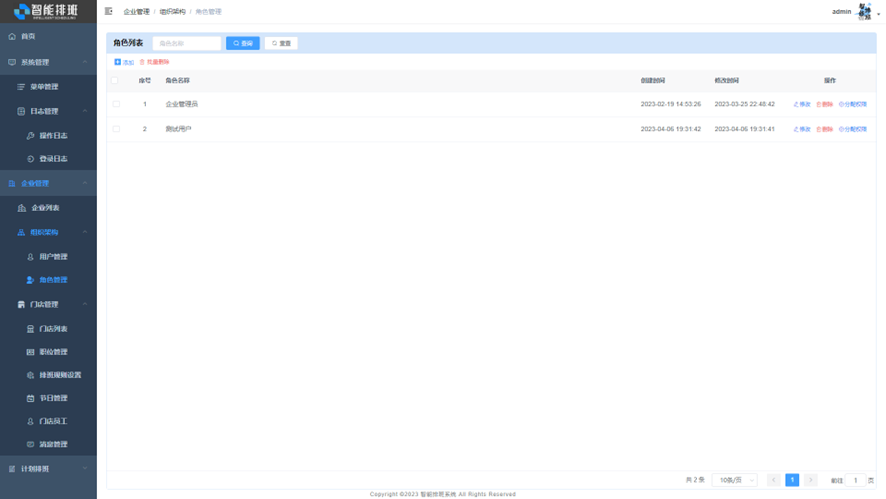 智能排班
INTELLIGENT SCHEDULING
首页
系统管理
菜单管理
日志管理
操作日志
登录日志
企业管理
企业列表
组织架构
用户管理
角色管理
门店管理
门店列表
职位管理
排班规则设置
节日管理
门店员工
消息管理
计划排班
企业管理 / 组织架构 / 角色管理
admin
角色列表 角色名称 查询 重置
添加 批量删除
序号 角色名称 创建时间 修改时间 操作
1 企业管理员 2023-02-19 14:53:26 2023-03-25 22:48:42 修改 删除 分配权限
2 测试用户 2023-04-06 19:31:42 2023-04-06 19:31:41 修改 删除 分配权限
共 2 条 10条/页 1 前往 1 页
Copyright ©2023 智能排班系统 All Rights Reserved